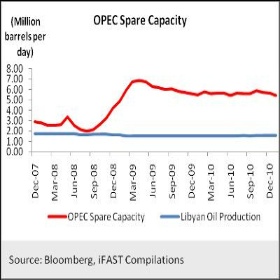 OPEC Spare Capacity
(Million
barrels per
day)
8.00
7.00
6.00
5.00
4.00
3.00
2.00
1.00
0.00
Dec-07
Mar-08
Jun-08
Sep-08
Dec-08
Mar-09
Jun-09
Sep-09
Dec-09
Mar-10
Jun-10
Sep-10
Dec-10
OPEC Spare Capacity
Libyan Oil Production
Source: Bloomberg, iFAST Compilations